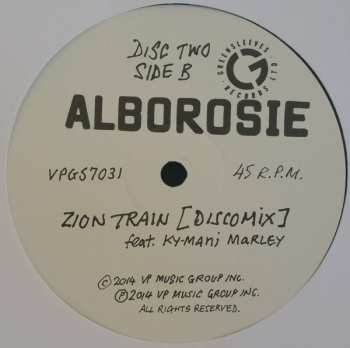 DISC TWO
SIDE B
GREENSLEEVES
RECORDS
ALBOROSIE
VPGS7031
45 R.P.M.
ZION TRAIN [DISCOMIX]
feat. KY-MANI MARLEY
©2014 VP MUSIC GROUP INC.
℗2014 VP MUSIC GROUP INC.
ALL RIGHTS RESERVED.